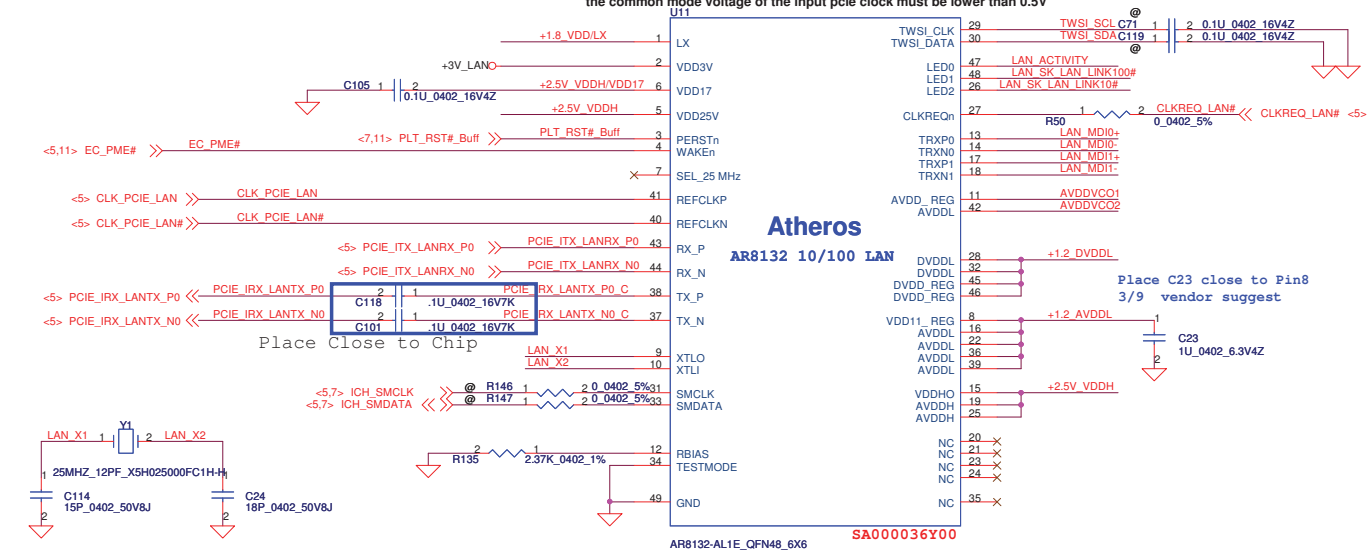 the common mode voltage of the input pcie clock must be lower than 0.5V
U11
@
+1.8_VDD/LX 1 LX
TWSI_CLK 29 TWSI_SCL C71 1 2 0.1U_0402_16V4Z
TWSI_DATA 30 TWSI_SDA C119 1 2 0.1U_0402_16V4Z
@
+3V_LAN 2 VDD3V
LED0 47 LAN_ACTIVITY
LED1 48 LAN_SK_LAN_LINK100#
LED2 26 LAN_SK_LAN_LINK10#
C105 1 2 +2.5V_VDDH/VDD17 6 VDD17
0.1U_0402_16V4Z
+2.5V_VDDH 5 VDD25V
CLKREQn 27 1 2 CLKREQ_LAN# CLKREQ_LAN# <5>
R50 0_0402_5%
<7,11> PLT_RST#_Buff PLT_RST#_Buff 3 PERSTn
<5,11> EC_PME# EC_PME# 4 WAKEn
TRXP0 13 LAN_MDI0+
TRXN0 14 LAN_MDI0-
TRXP1 17 LAN_MDI1+
TRXN1 18 LAN_MDI1-
7 SEL_25 MHz
<5> CLK_PCIE_LAN CLK_PCIE_LAN 41 REFCLKP
AVDD_REG 11 AVDDVCO1
AVDDL 42 AVDDVCO2
<5> CLK_PCIE_LAN# CLK_PCIE_LAN# 40 REFCLKN
Atheros
AR8132 10/100 LAN
<5> PCIE_ITX_LANRX_P0 PCIE_ITX_LANRX_P0 43 RX_P
<5> PCIE_ITX_LANRX_N0 PCIE_ITX_LANRX_N0 44 RX_N
DVDDL 28 +1.2_DVDDL
DVDDL 32
DVDD_REG 45
DVDD_REG 46
Place C23 close to Pin8
3/9 vendor suggest
<5> PCIE_IRX_LANTX_P0 PCIE_IRX_LANTX_P0 2 1 PCIE_IRX_LANTX_P0_C 38 TX_P
C118 .1U_0402_16V7K
<5> PCIE_IRX_LANTX_N0 PCIE_IRX_LANTX_N0 2 1 PCIE_IRX_LANTX_N0_C 37 TX_N
C101 .1U_0402_16V7K
Place Close to Chip
VDD11_REG 8 +1.2_AVDDL
AVDDL 16
AVDDL 22
AVDDL 36
AVDDL 39
1
C23
1U_0402_6.3V4Z
2
LAN_X1 9 XTLO
LAN_X2 10 XTLI
<5,7> ICH_SMCLK @ R146 1 2 0_0402_5% 31 SMCLK
<5,7> ICH_SMDATA @ R147 1 2 0_0402_5% 33 SMDATA
VDDHO 15 +2.5V_VDDH
AVDDH 19
AVDDH 25
NC 20
NC 21
NC 23
NC 24
NC 35
Y1
LAN_X1 1 2 LAN_X2
25MHZ_12PF_X5H025000FC1H-H
1
C114
15P_0402_50V8J
2
1
C24
18P_0402_50V8J
2
2 1 12 RBIAS
R135 2.37K_0402_1%
34 TESTMODE
49 GND
SA000036Y00
AR8132-AL1E_QFN48_6X6